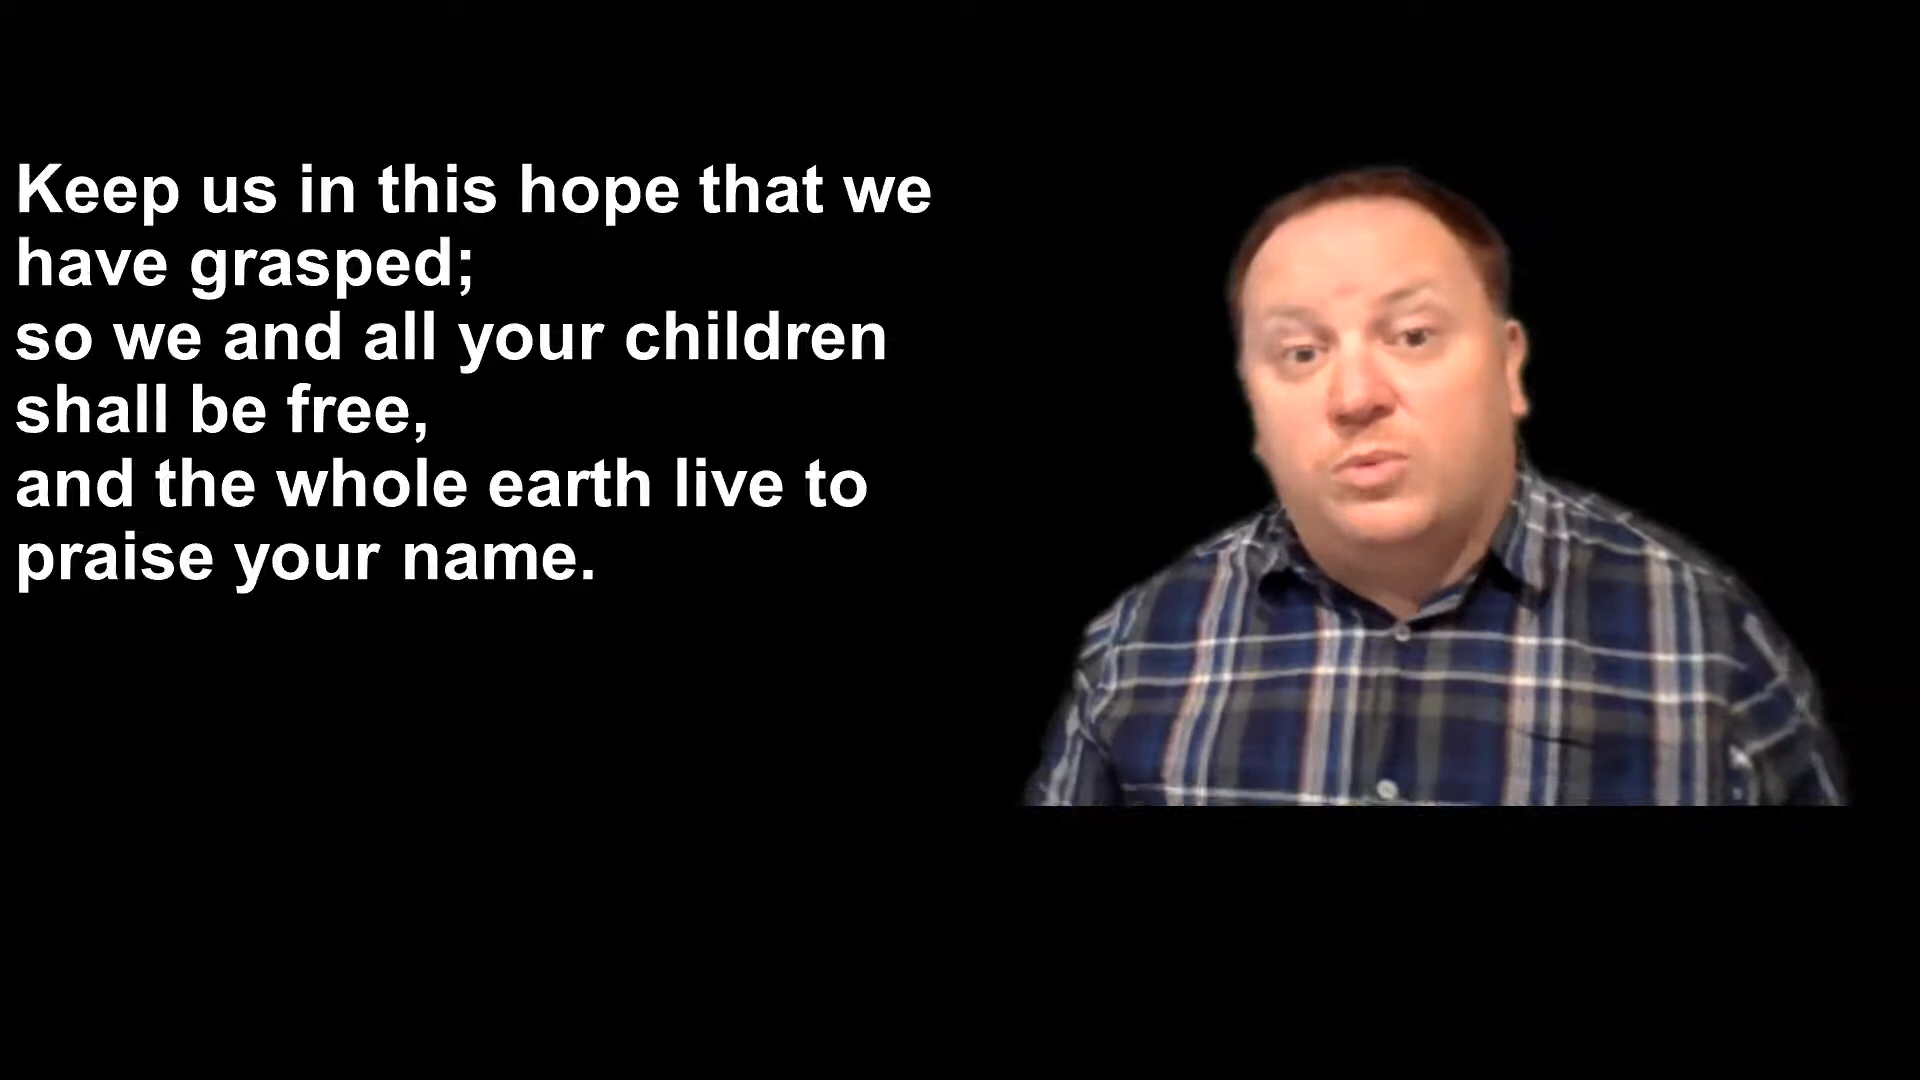 Keep us in this hope that we
have grasped;
so we and all your children
shall be free,
and the whole earth live to
praise your name.